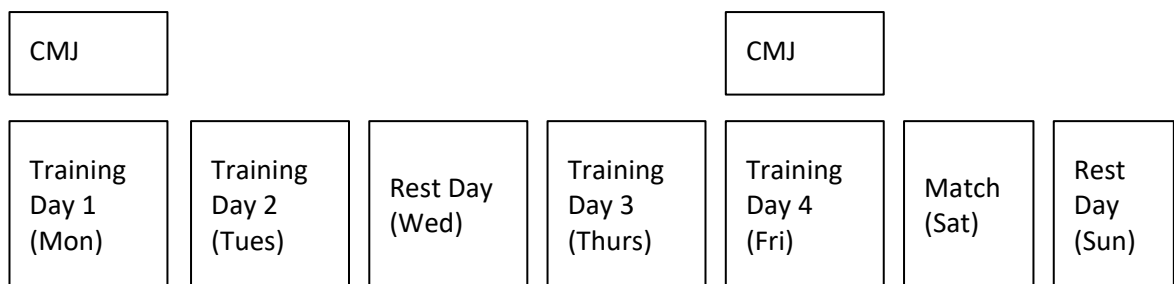 CMJ
CMJ
Training
Day 1
(Mon)
Training
Day 2
(Tues)
Rest Day
(Wed)
Training
Day 3
(Thurs)
Training
Day 4
(Fri)
Match
(Sat)
Rest
Day
(Sun)